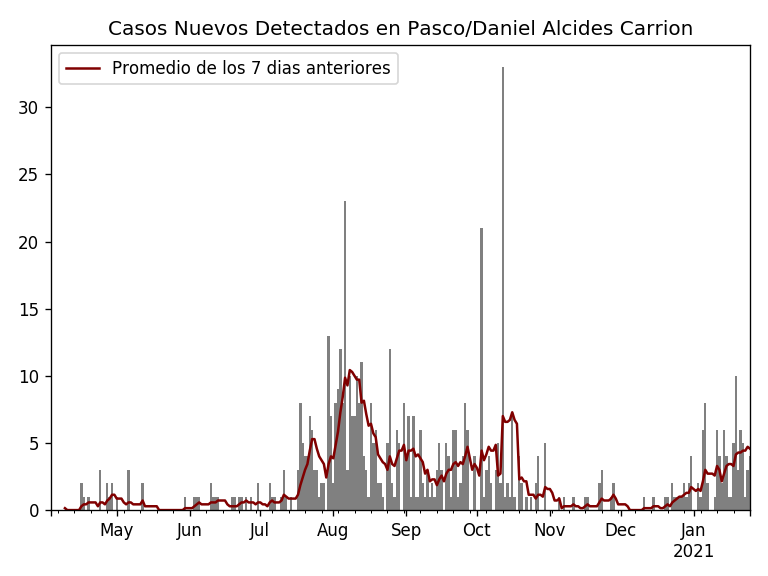 Casos Nuevos Detectados en Pasco/Daniel Alcides Carrion
Promedio de los 7 dias anteriores
30
25
20
15
10
5
0
May Jun Jul Aug Sep Oct Nov Dec Jan
2021